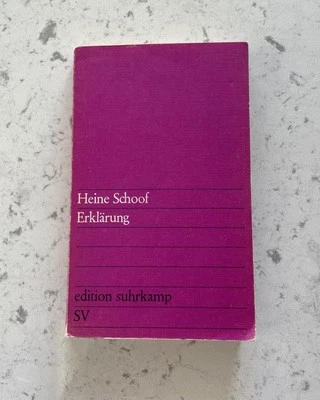 Heine Schoof
Erklärung
edition suhrkamp
SV